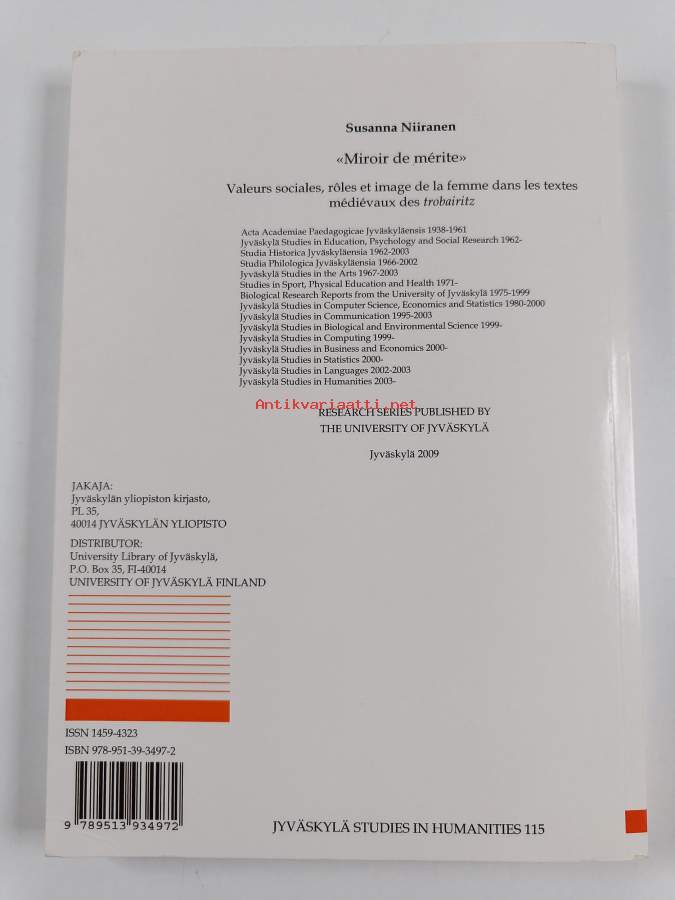 Susanna Niiranen
«Miroir de mérite»
Valeurs sociales, rôles et image de la femme dans les textes
médiévaux des trobairitz
Acta Academiae Paedagogicae Jyväskyläensis 1938-1961
Jyväskylä Studies in Education, Psychology and Social Research 1962-
Studia Historica Jyväskyläensia 1962-2003
Studia Philologica Jyväskyläensia 1966-2002
Jyväskylä Studies in the Arts 1967-2003
Studies in Sport, Physical Education and Health 1971-
Biological Research Reports from the University of Jyväskylä 1975-1999
Jyväskylä Studies in Computer Science, Economics and Statistics 1980-2000
Jyväskylä Studies in Communication 1995-2003
Jyväskylä Studies in Biological and Environmental Science 1999-
Jyväskylä Studies in Computing 1999-
Jyväskylä Studies in Business and Economics 2000-
Jyväskylä Studies in Statistics 2000-
Jyväskylä Studies in Languages 2002-2003
Jyväskylä Studies in Humanities 2003-
Antikvariaatti.net
RESEARCH SERIES PUBLISHED BY
THE UNIVERSITY OF JYVÄSKYLÄ
Jyväskylä 2009
JAKAJA:
Jyväskylän yliopiston kirjasto,
PL 35,
40014 JYVÄSKYLÄN YLIOPISTO
DISTRIBUTOR:
University Library of Jyväskylä,
P.O. Box 35, FI-40014
UNIVERSITY OF JYVÄSKYLÄ FINLAND
ISSN 1459-4323
ISBN 978-951-39-3497-2
9 789513 934972
JYVÄSKYLÄ STUDIES IN HUMANITIES 115